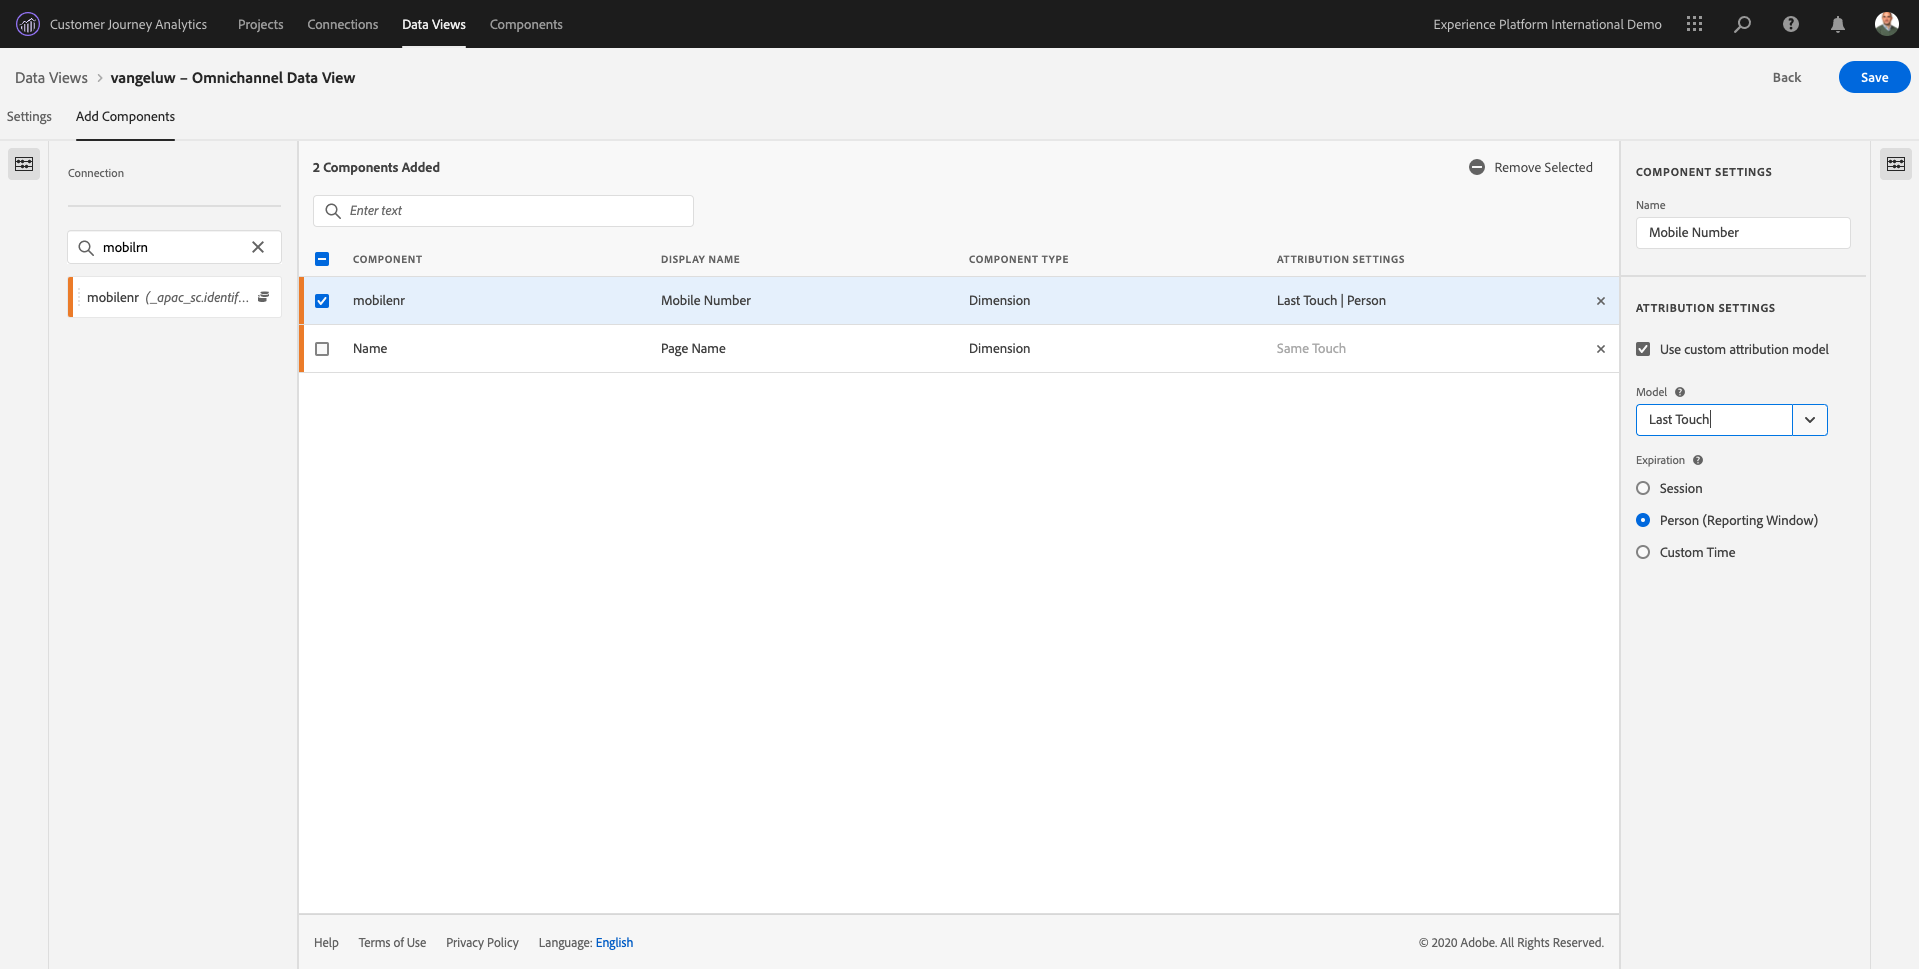 Customer Journey Analytics Projects Connections Data Views Components Experience Platform International Demo
Data Views > vangeluw – Omnichannel Data View Back Save
Settings Add Components
Connection
mobilrn
mobilenr (_apac_sc.identif...
2 Components Added Remove Selected
Enter text
COMPONENT DISPLAY NAME COMPONENT TYPE ATTRIBUTION SETTINGS
mobilenr Mobile Number Dimension Last Touch | Person
Name Page Name Dimension Same Touch
COMPONENT SETTINGS
Name
Mobile Number
ATTRIBUTION SETTINGS
Use custom attribution model
Model
Last Touch
Expiration
Session
Person (Reporting Window)
Custom Time
Help Terms of Use Privacy Policy Language: English © 2020 Adobe. All Rights Reserved.